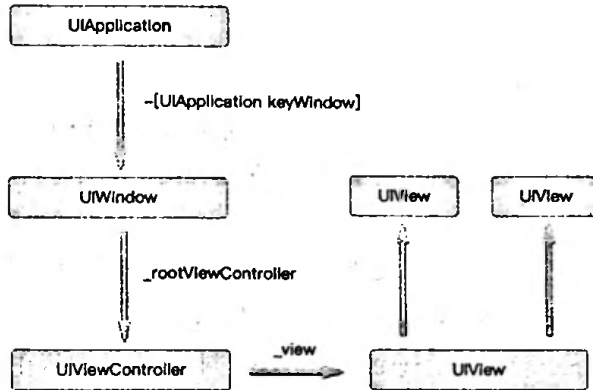 UIApplication
-[UIApplication keyWindow]
UIWindow
UIView
UIView
_rootViewController
UIViewController
_view
UIView